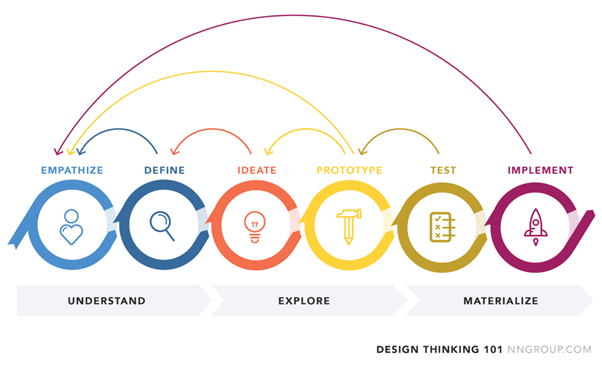 EMPATHIZE DEFINE IDEATE PROTOTYPE TEST IMPLEMENT
UNDERSTAND EXPLORE MATERIALIZE
DESIGN THINKING 101 NNGROUP.COM